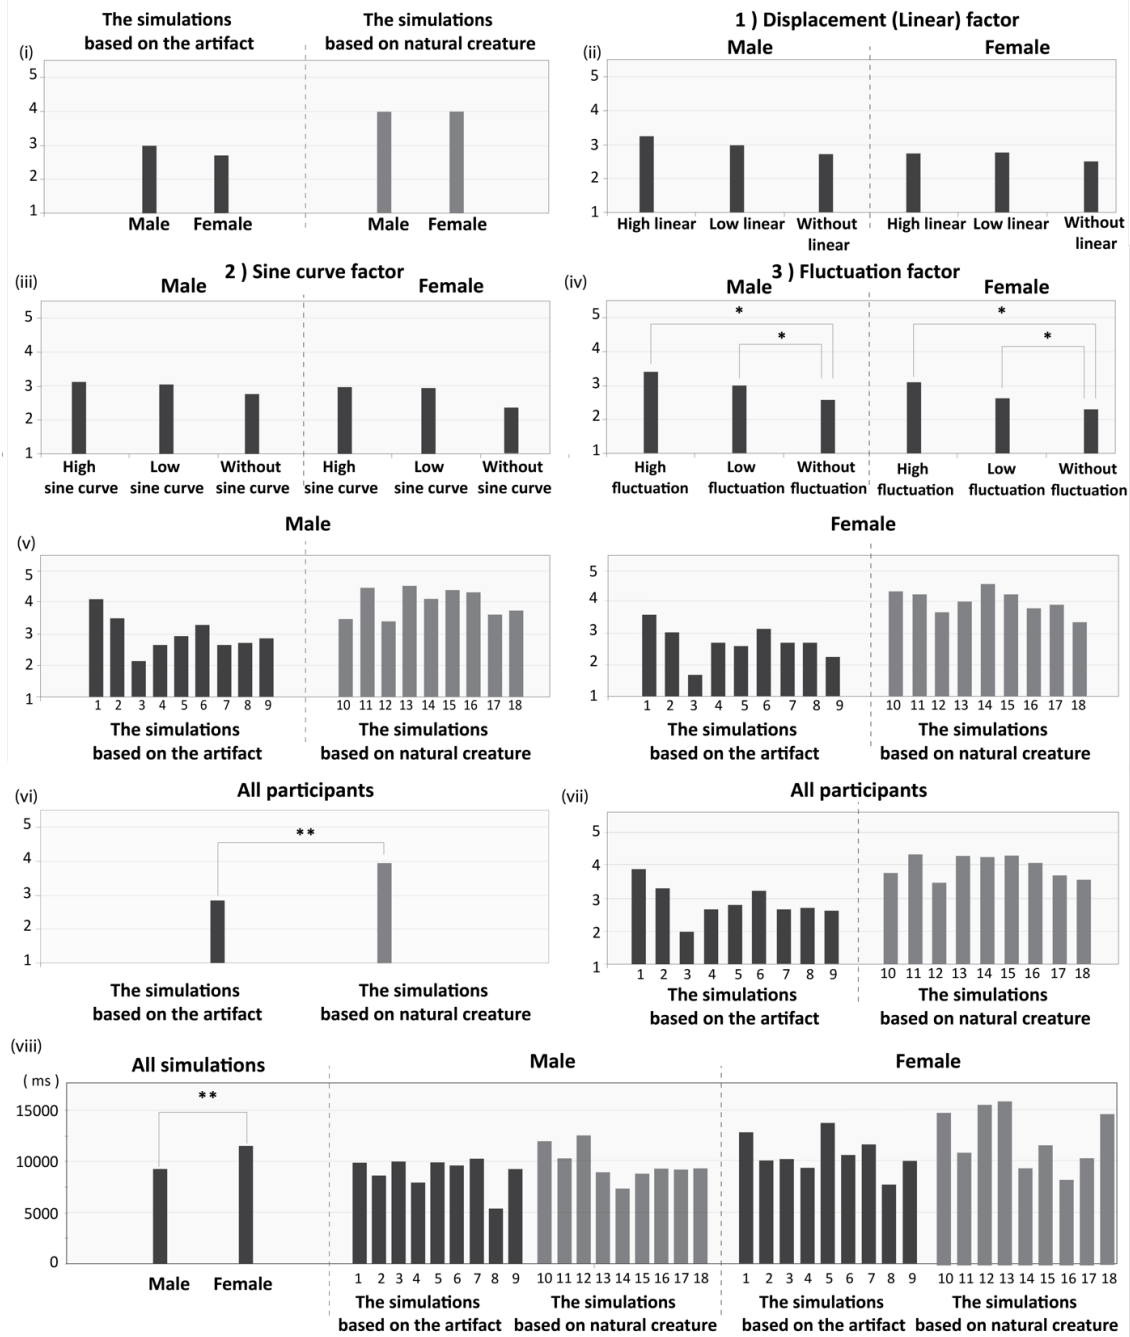 The simulations
based on the artifact
The simulations
based on natural creature
(i)
5
4
3
2
1
Male Female
Male Female
1 ) Displacement (Linear) factor
(ii)
Male
Female
5
4
3
2
1
High linear Low linear Without
linear
High linear Low linear Without
linear
2 ) Sine curve factor
(iii)
Male
Female
5
4
3
2
1
High
sine curve
Low
sine curve
Without
sine curve
High
sine curve
Low
sine curve
Without
sine curve
3 ) Fluctuation factor
(iv)
Male
Female
5
4
3
2
1
*
*
*
*
High
fluctuation
Low
fluctuation
Without
fluctuation
High
fluctuation
Low
fluctuation
Without
fluctuation
(v)
Male
5
4
3
2
1
1 2 3 4 5 6 7 8 9
10 11 12 13 14 15 16 17 18
The simulations
based on the artifact
The simulations
based on natural creature
Female
5
4
3
2
1
1 2 3 4 5 6 7 8 9
10 11 12 13 14 15 16 17 18
The simulations
based on the artifact
The simulations
based on natural creature
(vi)
All participants
5
4
3
2
1
**
The simulations
based on the artifact
The simulations
based on natural creature
(vii)
All participants
5
4
3
2
1
1 2 3 4 5 6 7 8 9
10 11 12 13 14 15 16 17 18
The simulations
based on the artifact
The simulations
based on natural creature
(viii)
All simulations
( ms )
15000
10000
5000
0
**
Male Female
Male
1 2 3 4 5 6 7 8 9
10 11 12 13 14 15 16 17 18
The simulations
based on the artifact
The simulations
based on natural creature
Female
1 2 3 4 5 6 7 8 9
10 11 12 13 14 15 16 17 18
The simulations
based on the artifact
The simulations
based on natural creature